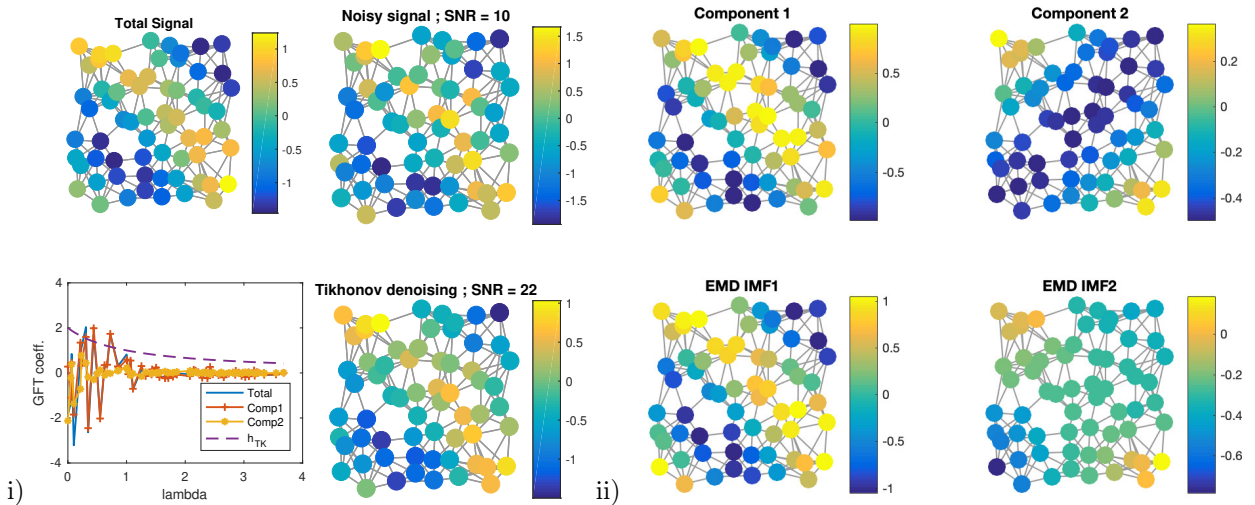 Total Signal
1
0.5
0
-0.5
-1
Noisy signal ; SNR = 10
1.5
1
0.5
0
-0.5
-1
-1.5
Component 1
0.5
0
-0.5
Component 2
0.2
0
-0.2
-0.4
4
2
0
-2
-4
GFT coeff.
0
1
2
3
4
lambda
Total
Comp1
Comp2
h_TK
Tikhonov denoising ; SNR = 22
1
0.5
0
-0.5
-1
EMD IMF1
1
0.5
0
-0.5
-1
EMD IMF2
0
-0.2
-0.4
-0.6
i)
ii)